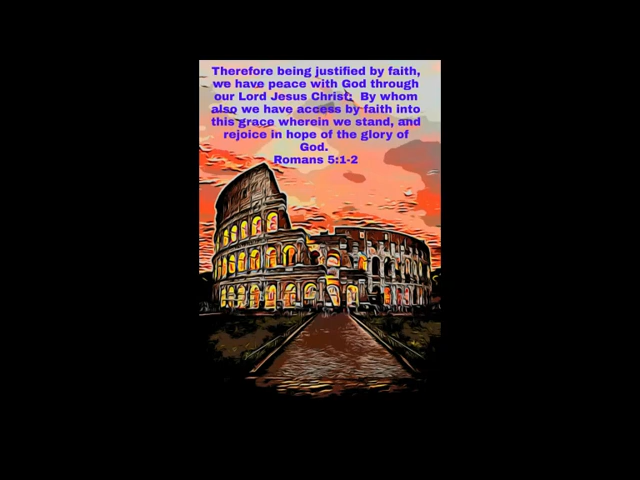 Therefore being justified by faith,
we have peace with God through
our Lord Jesus Christ:  By whom
also we have access by faith into
this grace wherein we stand, and
rejoice in hope of the glory of
God.
Romans 5:1-2